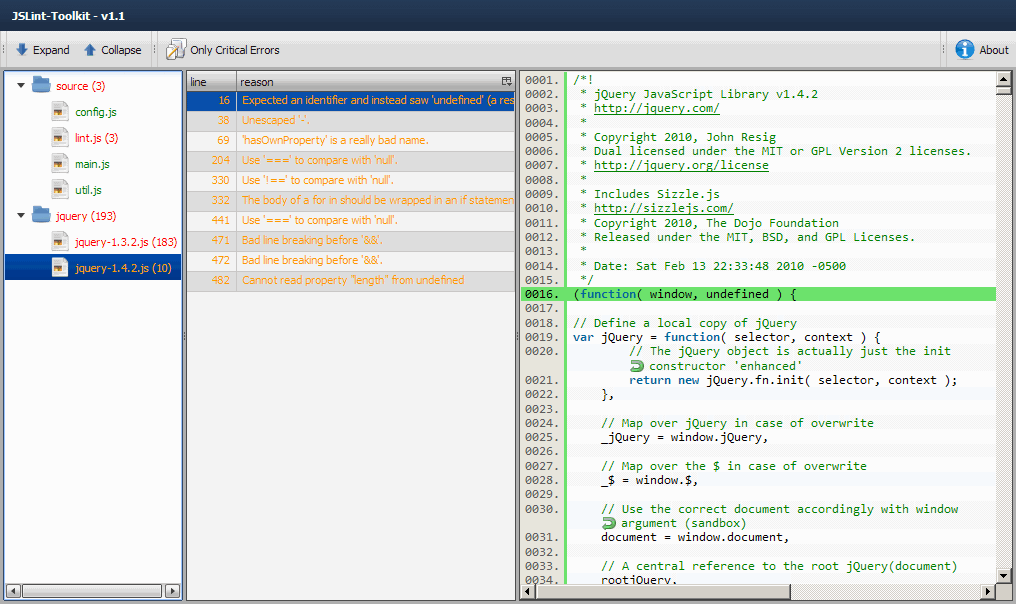 JSLint-Toolkit - v1.1
Expand Collapse Only Critical Errors About
source (3)
config.js
lint.js (3)
main.js
util.js
jquery (193)
jquery-1.3.2.js (183)
jquery-1.4.2.js (10)
line reason
16 Expected an identifier and instead saw 'undefined' (a res
38 Unescaped '-'.
69 'hasOwnProperty' is a really bad name.
204 Use '===' to compare with 'null'.
330 Use '!==' to compare with 'null'.
332 The body of a for in should be wrapped in an if statemen
441 Use '===' to compare with 'null'.
471 Bad line breaking before '&&'.
472 Bad line breaking before '&&'.
482 Cannot read property "length" from undefined
0001. /*!
0002. * jQuery JavaScript Library v1.4.2
0003. * http://jquery.com/
0004. *
0005. * Copyright 2010, John Resig
0006. * Dual licensed under the MIT or GPL Version 2 licenses.
0007. * http://jquery.org/license
0008. *
0009. * Includes Sizzle.js
0010. * http://sizzlejs.com/
0011. * Copyright 2010, The Dojo Foundation
0012. * Released under the MIT, BSD, and GPL Licenses.
0013. *
0014. * Date: Sat Feb 13 22:33:48 2010 -0500
0015. */
0016. (function( window, undefined ) {
0017.
0018. // Define a local copy of jQuery
0019. var jQuery = function( selector, context ) {
0020. // The jQuery object is actually just the init
constructor 'enhanced'
0021. return new jQuery.fn.init( selector, context );
0022. },
0023.
0024. // Map over jQuery in case of overwrite
0025. _jQuery = window.jQuery,
0026.
0027. // Map over the $ in case of overwrite
0028. _$ = window.$,
0029.
0030. // Use the correct document accordingly with window
argument (sandbox)
0031. document = window.document,
0032.
0033. // A central reference to the root jQuery(document)
0034. rootjQuery,